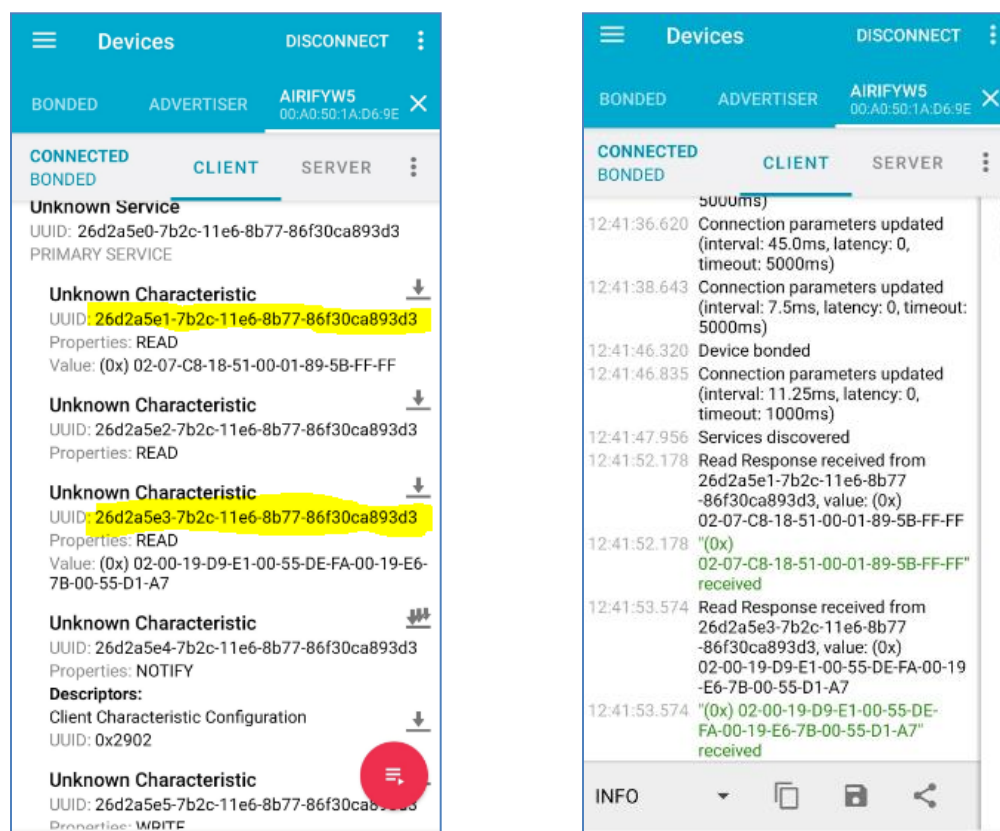 Devices
DISCONNECT
BONDED
ADVERTISER
AIRIFYW5
00:A0:50:1A:D6:9E
CONNECTED
BONDED
CLIENT
SERVER
Unknown Service
UUID: 26d2a5e0-7b2c-11e6-8b77-86f30ca893d3
PRIMARY SERVICE
Unknown Characteristic
UUID: 26d2a5e1-7b2c-11e6-8b77-86f30ca893d3
Properties: READ
Value: (0x) 02-07-C8-18-51-00-01-89-5B-FF-FF
Unknown Characteristic
UUID: 26d2a5e2-7b2c-11e6-8b77-86f30ca893d3
Properties: READ
Unknown Characteristic
UUID: 26d2a5e3-7b2c-11e6-8b77-86f30ca893d3
Properties: READ
Value: (0x) 02-00-19-D9-E1-00-55-DE-FA-00-19-E6-
7B-00-55-D1-A7
Unknown Characteristic
UUID: 26d2a5e4-7b2c-11e6-8b77-86f30ca893d3
Properties: NOTIFY
Descriptors:
Client Characteristic Configuration
UUID: 0x2902
Unknown Characteristic
UUID: 26d2a5e5-7b2c-11e6-8b77-86f30ca8
Properties: WRITE
Devices
DISCONNECT
BONDED
ADVERTISER
AIRIFYW5
00:A0:50:1A:D6:9E
CONNECTED
BONDED
CLIENT
SERVER
5000ms)
12:41:36.620 Connection parameters updated
(interval: 45.0ms, latency: 0,
timeout: 5000ms)
12:41:38.643 Connection parameters updated
(interval: 7.5ms, latency: 0, timeout:
5000ms)
12:41:46.320 Device bonded
12:41:46.835 Connection parameters updated
(interval: 11.25ms, latency: 0,
timeout: 1000ms)
12:41:47.956 Services discovered
12:41:52.178 Read Response received from
26d2a5e1-7b2c-11e6-8b77
-86f30ca893d3, value: (0x)
02-07-C8-18-51-00-01-89-5B-FF-FF
12:41:52.178 "(0x)
02-07-C8-18-51-00-01-89-5B-FF-FF"
received
12:41:53.574 Read Response received from
26d2a5e3-7b2c-11e6-8b77
-86f30ca893d3, value: (0x)
02-00-19-D9-E1-00-55-DE-FA-00-19
-E6-7B-00-55-D1-A7
12:41:53.574 "(0x) 02-00-19-D9-E1-00-55-DE-
FA-00-19-E6-7B-00-55-D1-A7"
received
INFO